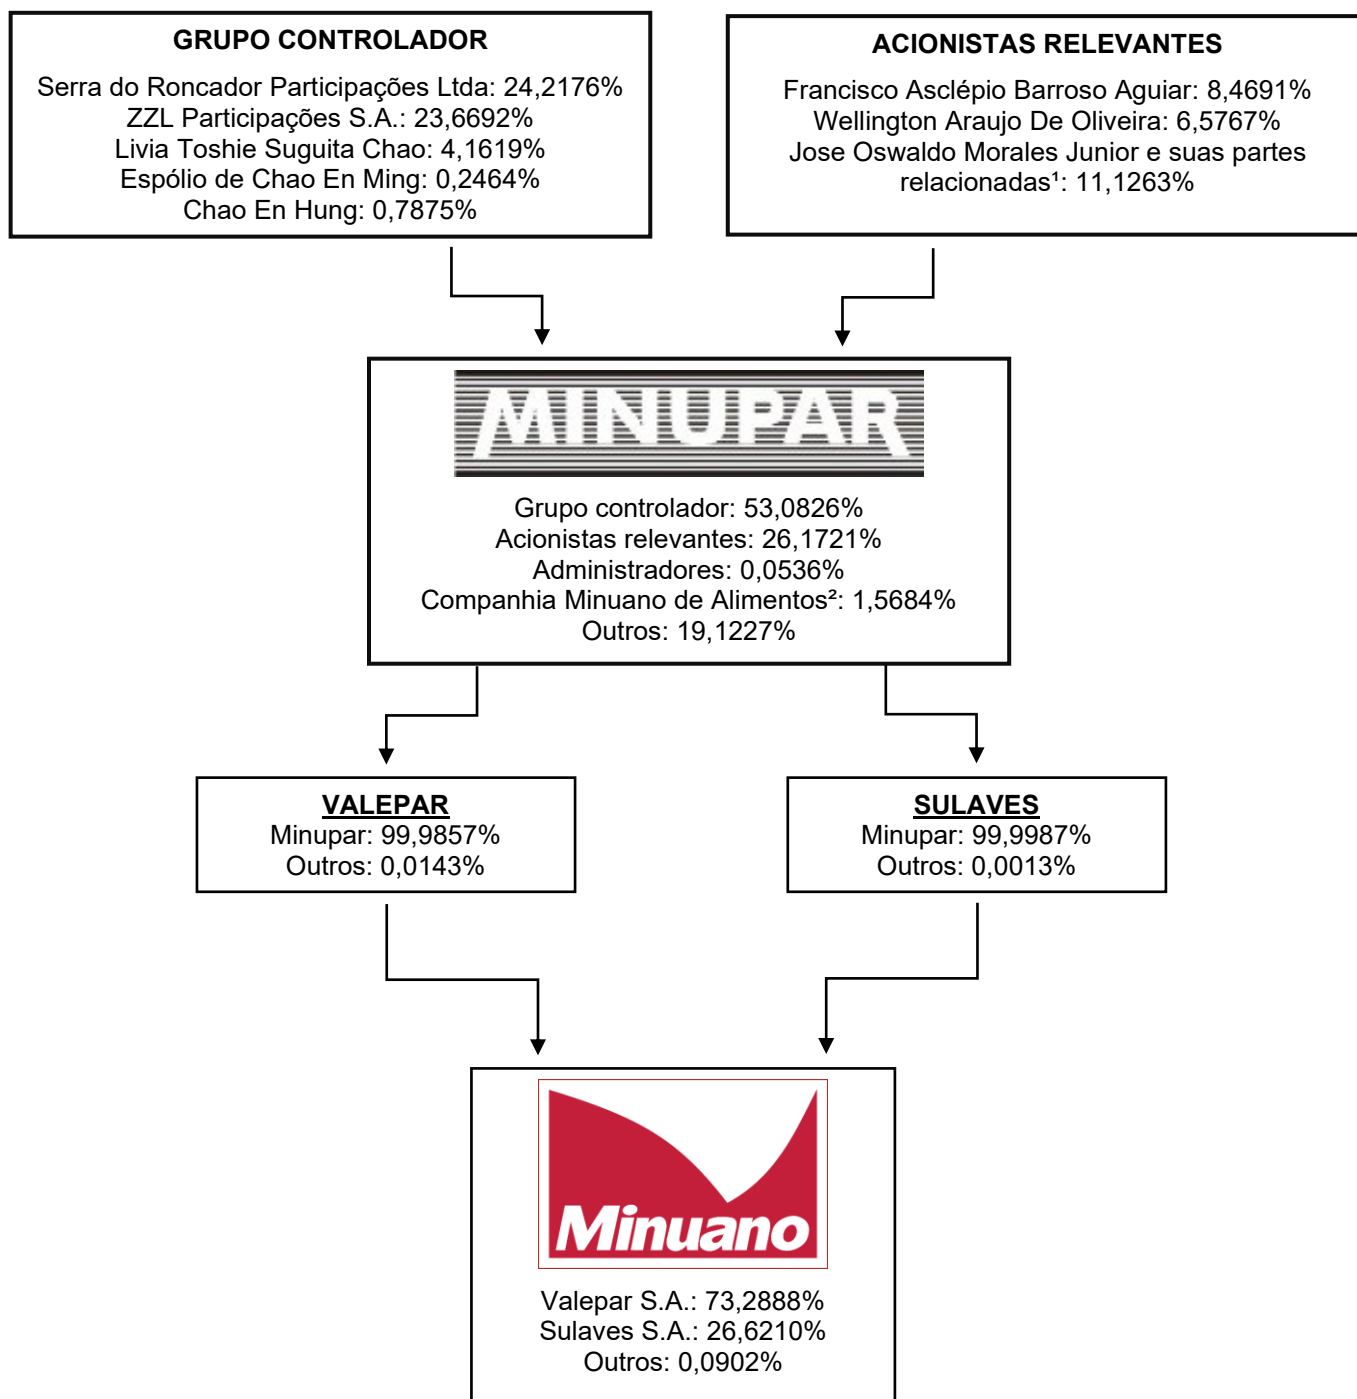 GRUPO CONTROLADOR
Serra do Roncador Participações Ltda: 24,2176%
ZZL Participações S.A.: 23,6692%
Livia Toshie Suguita Chao: 4,1619%
Espólio de Chao En Ming: 0,2464%
Chao En Hung: 0,7875%
ACIONISTAS RELEVANTES
Francisco Asclépio Barroso Aguiar: 8,4691%
Wellington Araujo De Oliveira: 6,5767%
Jose Oswaldo Morales Junior e suas partes
relacionadas¹: 11,1263%
MINUPAR
Grupo controlador: 53,0826%
Acionistas relevantes: 26,1721%
Administradores: 0,0536%
Companhia Minuano de Alimentos²: 1,5684%
Outros: 19,1227%
VALEPAR
Minupar: 99,9857%
Outros: 0,0143%
SULAVES
Minupar: 99,9987%
Outros: 0,0013%
Minuano
Valepar S.A.: 73,2888%
Sulaves S.A.: 26,6210%
Outros: 0,0902%